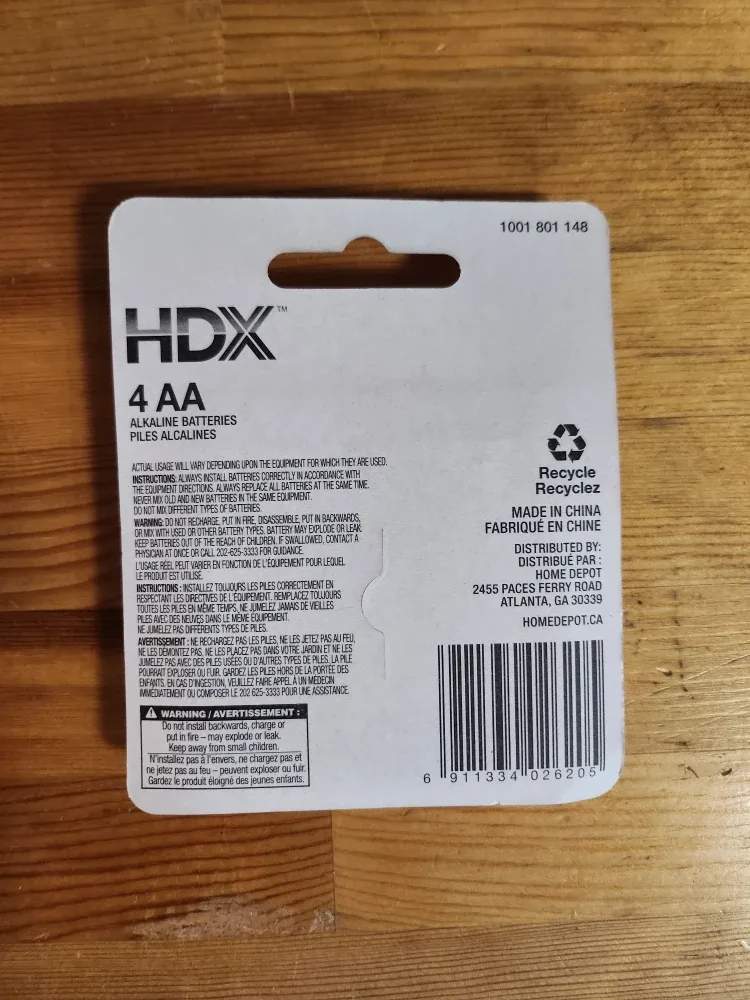 1001 801 148
HDX™
4 AA
ALKALINE BATTERIES
PILES ALCALINES
ACTUAL USAGE WILL VARY DEPENDING UPON THE EQUIPMENT FOR WHICH THEY ARE USED.
INSTRUCTIONS: ALWAYS INSTALL BATTERIES CORRECTLY IN ACCORDANCE WITH
THE EQUIPMENT DIRECTIONS. ALWAYS REPLACE ALL BATTERIES AT THE SAME TIME.
NEVER MIX OLD AND NEW BATTERIES IN THE SAME EQUIPMENT.
DO NOT MIX DIFFERENT TYPES OF BATTERIES.
WARNING: DO NOT RECHARGE, PUT IN FIRE, DISASSEMBLE, PUT IN BACKWARDS,
OR MIX WITH USED OR OTHER BATTERY TYPES. BATTERY MAY EXPLODE OR LEAK.
KEEP BATTERIES OUT OF THE REACH OF CHILDREN. IF SWALLOWED, CONTACT A
PHYSICIAN AT ONCE OR CALL 202-625-3333 FOR GUIDANCE.
L'USAGE RÉEL PEUT VARIER EN FONCTION DE L'ÉQUIPEMENT POUR LEQUEL
LE PRODUIT EST UTILISE.
INSTRUCTIONS : INSTALLEZ TOUJOURS LES PILES CORRECTEMENT EN
RESPECTANT LES DIRECTIVES DE L'ÉQUIPEMENT. REMPLACEZ TOUJOURS
TOUTES LES PILES EN MÊME TEMPS, NE JUMELEZ JAMAIS DE VIEILLES
PILES AVEC DES NEUVES DANS LE MÊME ÉQUIPEMENT.
NE JUMELEZ PAS DIFFÉRENTS TYPES DE PILES.
AVERTISSEMENT : NE RECHARGEZ PAS LES PILES, NE LES JETEZ PAS AU FEU,
NE LES DÉMONTEZ PAS, NE LES PLACEZ PAS DANS VOTRE JARDIN ET NE LES
JUMELEZ PAS AVEC DES PILES USÉES OU D'AUTRES TYPES DE PILES. LA PILE
POURRAIT EXPLOSER OU FUIR. GARDEZ LES PILES HORS DE LA PORTÉE DES
ENFANTS. EN CAS D'INGESTION, VEUILLEZ FAIRE APPEL À UN MÉDECIN
IMMÉDIATEMENT OU COMPOSER LE 202 625-3333 POUR UNE ASSISTANCE.
WARNING / AVERTISSEMENT :
Do not install backwards, charge or
put in fire – may explode or leak.
Keep away from small children.
N'installez pas à l'envers, ne chargez pas et
ne jetez pas au feu – peuvent exploser ou fuir.
Gardez le produit éloigné des jeunes enfants.
Recycle
Recyclez
MADE IN CHINA
FABRIQUÉ EN CHINE
DISTRIBUTED BY:
DISTRIBUÉ PAR :
HOME DEPOT
2455 PACES FERRY ROAD
ATLANTA, GA 30339
HOMEDEPOT.CA
6 911334 026205